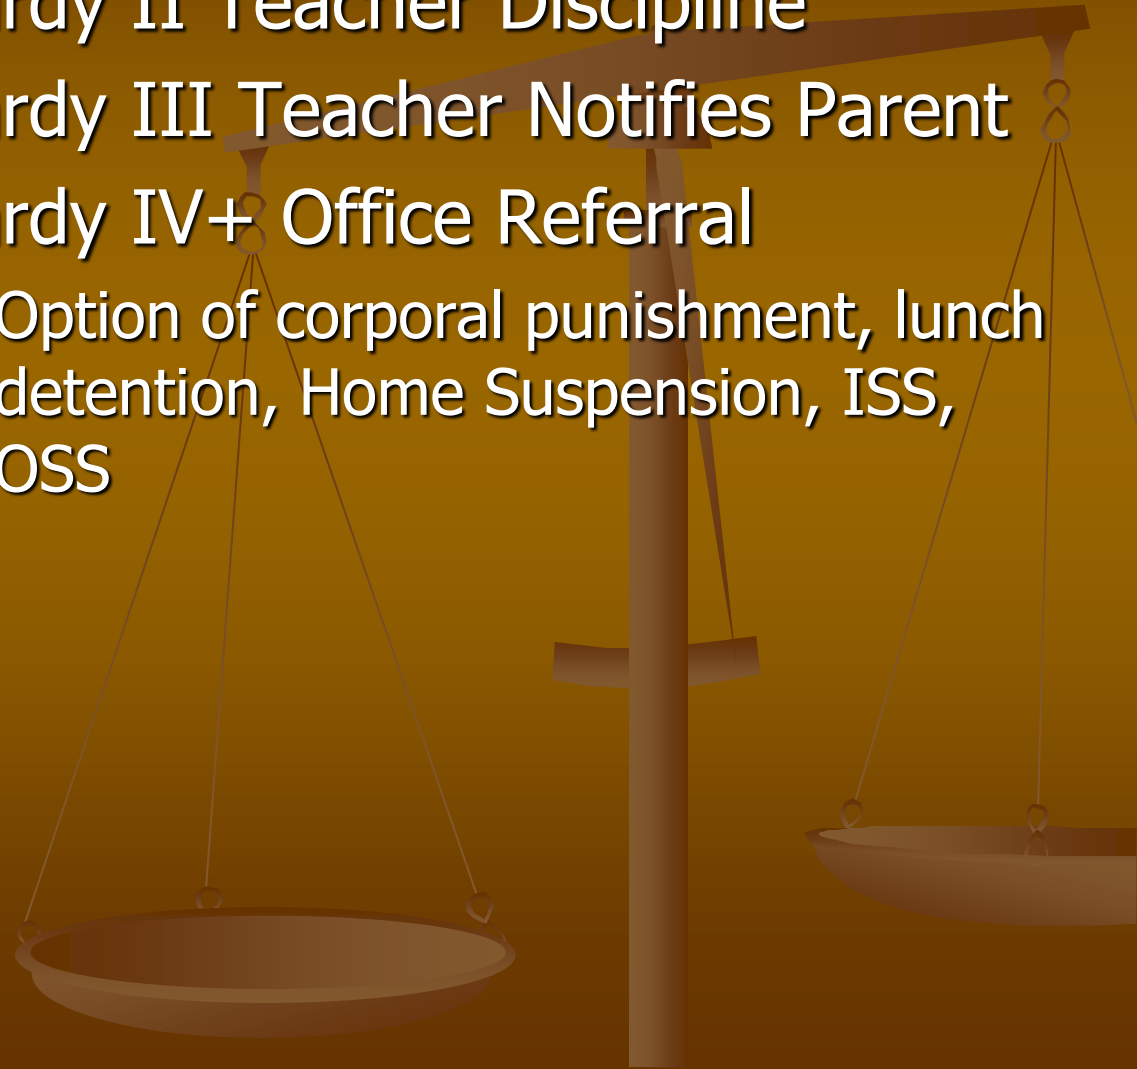 rdy II Teacher Discipline
rdy III Teacher Notifies Parent
rdy IV+ Office Referral
Option of corporal punishment, lunch
detention, Home Suspension, ISS,
OSS